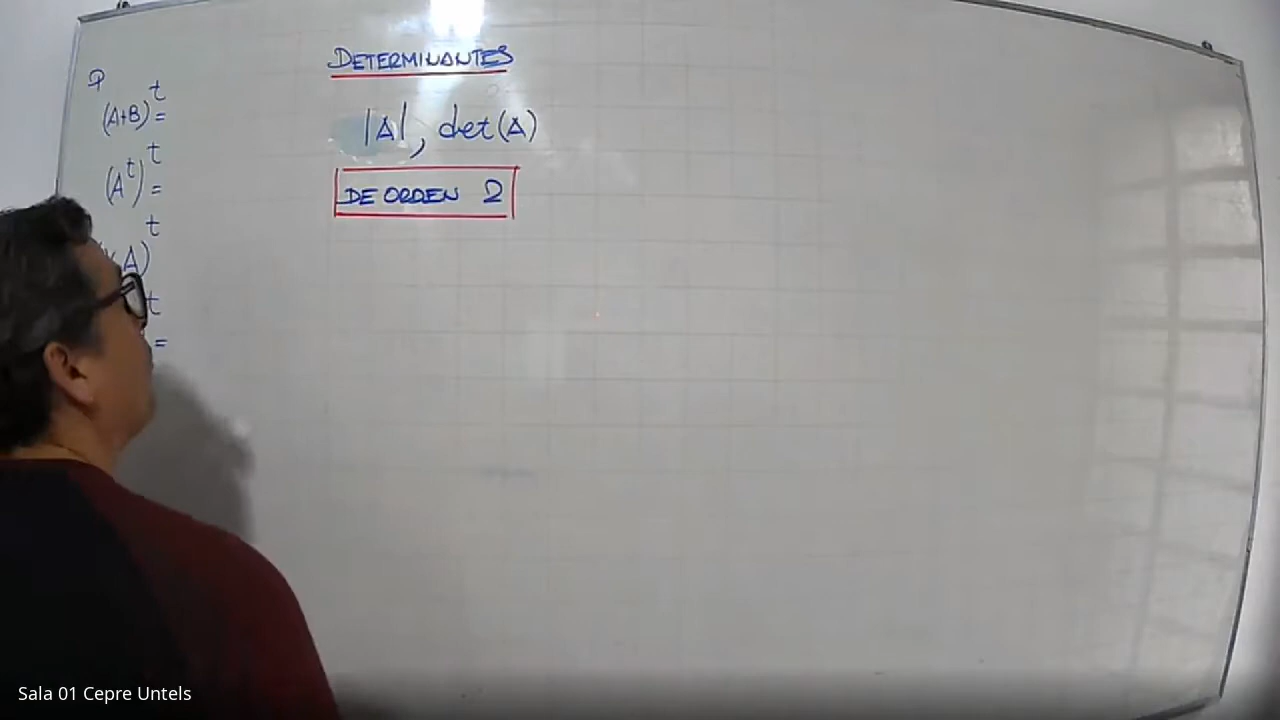 DETERMINANTES
|A|, det(A)
DE ORDEN 2
P
(A+B)ᵗ =
(Aᵗ)ᵗ =
A)ᵗ
t
=
Sala 01 Cepre Untels